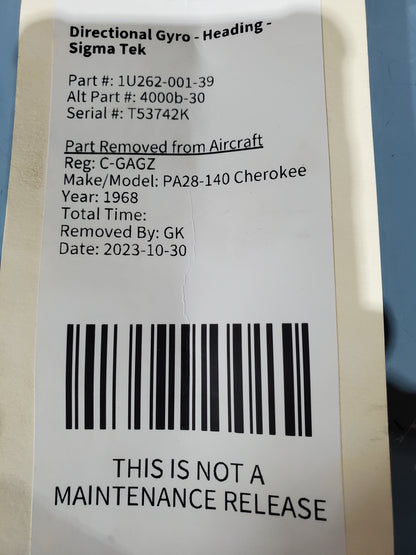 Directional Gyro - Heading -
Sigma Tek
Part #: 1U262-001-39
Alt Part #: 4000b-30
Serial #: T53742K
Part Removed from Aircraft
Reg: C-GAGZ
Make/Model: PA28-140 Cherokee
Year: 1968
Total Time:
Removed By: GK
Date: 2023-10-30
THIS IS NOT A
MAINTENANCE RELEASE